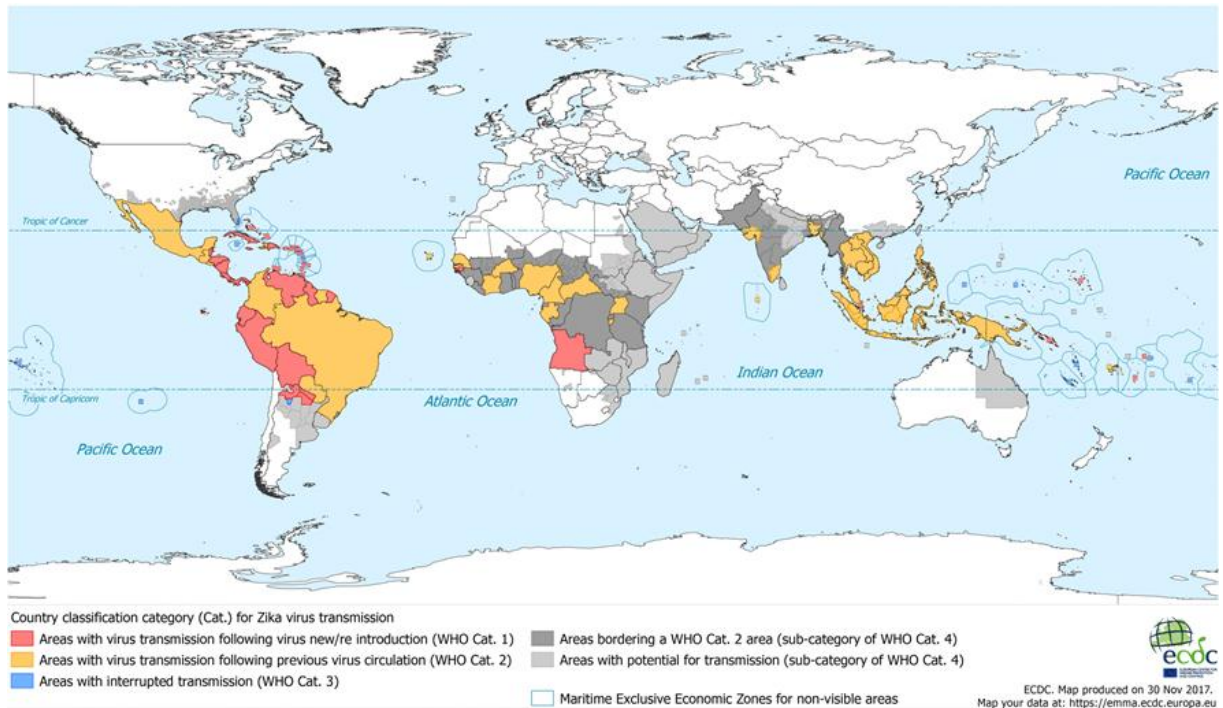 Pacific Ocean
Tropic of Cancer
Indian Ocean
Tropic of Capricorn
Atlantic Ocean
Pacific Ocean
Country classification category (Cat.) for Zika virus transmission
Areas with virus transmission following virus new/re introduction (WHO Cat. 1)
Areas with virus transmission following previous virus circulation (WHO Cat. 2)
Areas with interrupted transmission (WHO Cat. 3)
Areas bordering a WHO Cat. 2 area (sub-category of WHO Cat. 4)
Areas with potential for transmission (sub-category of WHO Cat. 4)
Maritime Exclusive Economic Zones for non-visible areas
ecdc
ECDC. Map produced on 30 Nov 2017.
Map your data at: https://emma.ecdc.europa.eu